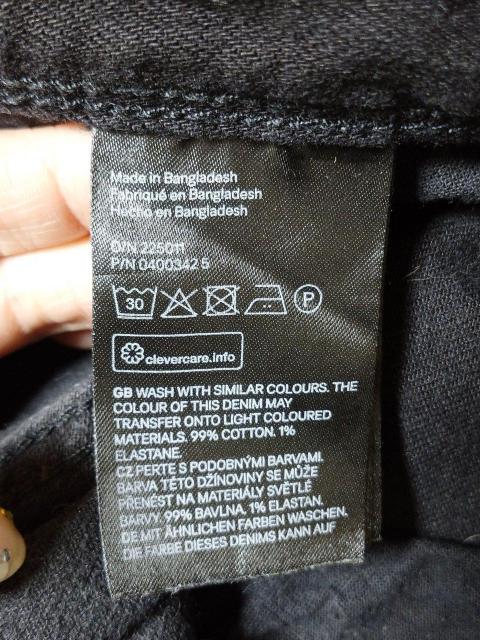 Made in Bangladesh
Fabriqué en Bangladesh
Hecho en Bangladesh
O/N 225011
P/N 0400342 5
30
P
clevercare.info
GB WASH WITH SIMILAR COLOURS. THE
COLOUR OF THIS DENIM MAY
TRANSFER ONTO LIGHT COLOURED
MATERIALS. 99% COTTON. 1%
ELASTANE.
CZ PERTE S PODOBNÝMI BARVAMI.
BARVA TÉTO DŽÍNOVINY SE MŮŽE
PŘENÉST NA MATERIÁLY SVĚTLÉ
BARVY 99% BAVLNA. 1% ELASTAN.
DE MIT ÄHNLICHEN FARBEN WASCHEN.
DIE FARBE DIESES DENIMS KANN AUF